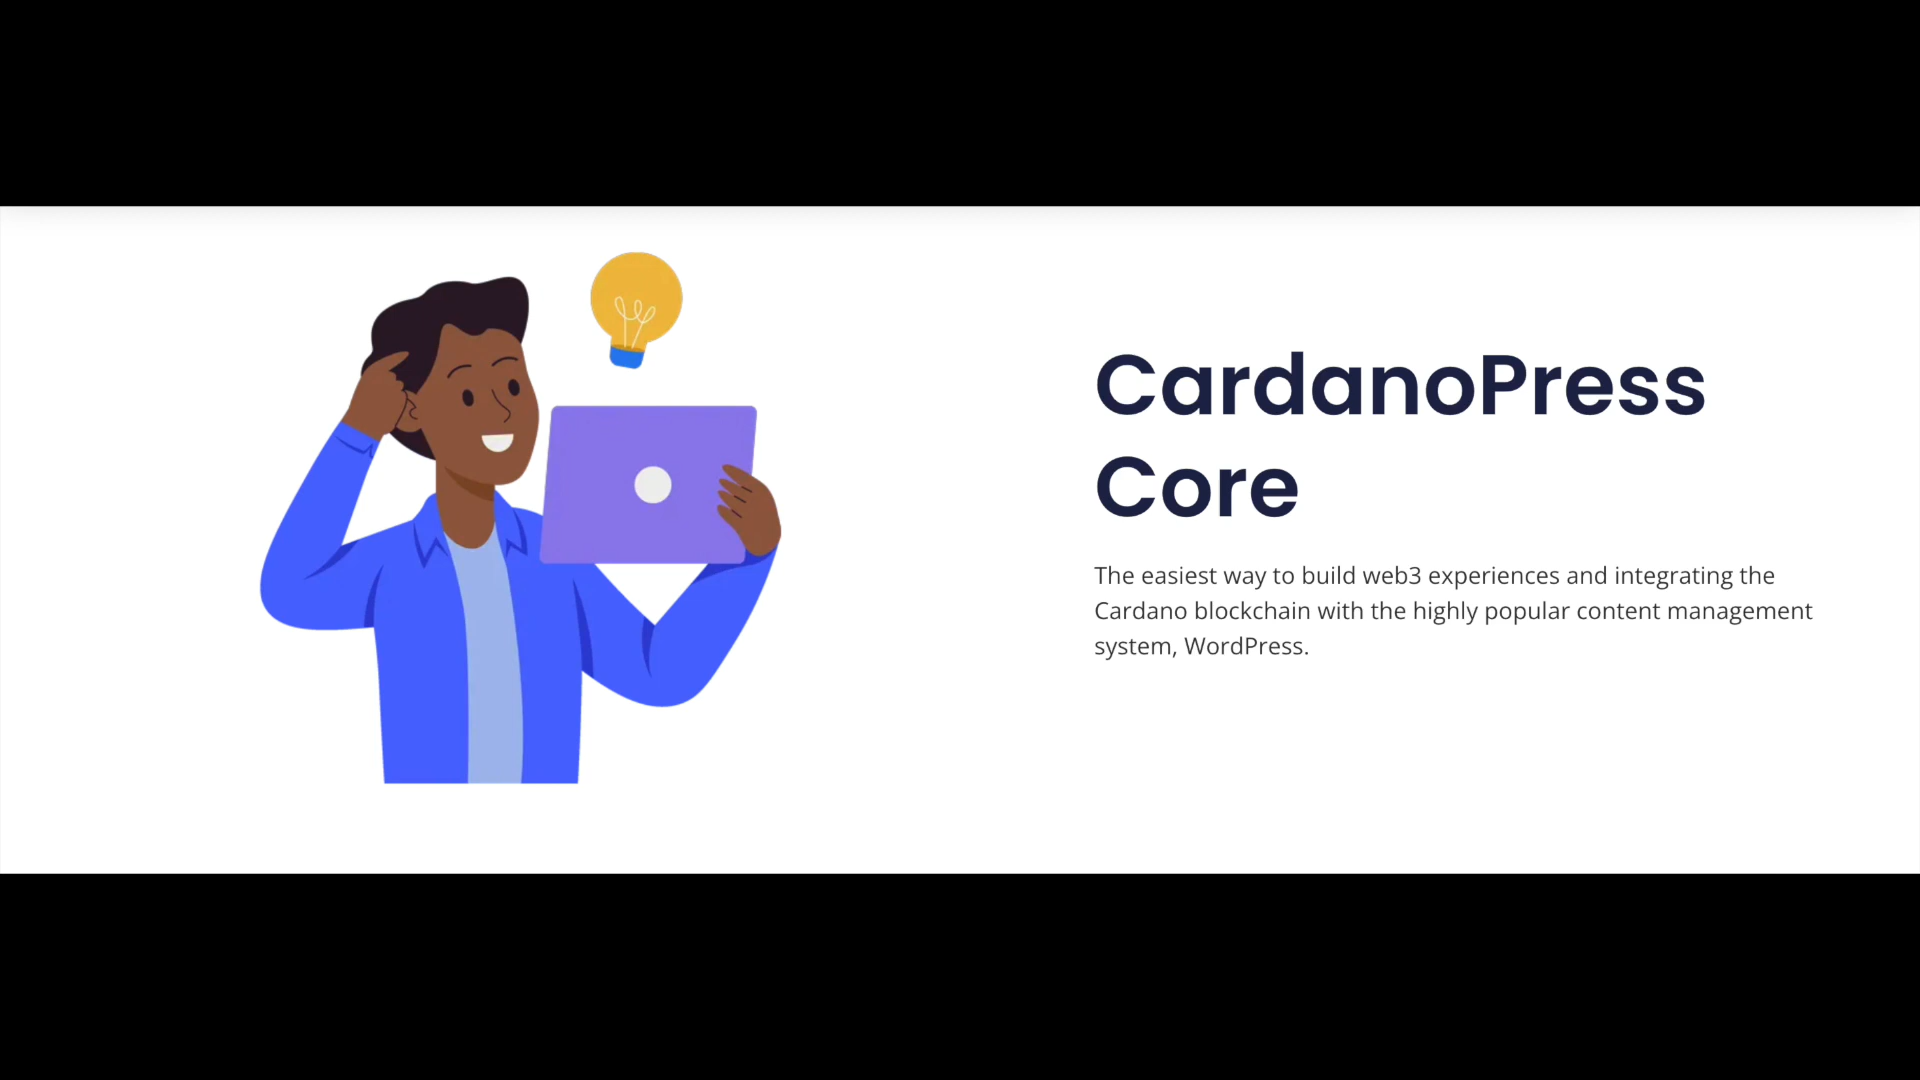 CardanoPress
Core
The easiest way to build web3 experiences and integrating the
Cardano blockchain with the highly popular content management
system, WordPress.